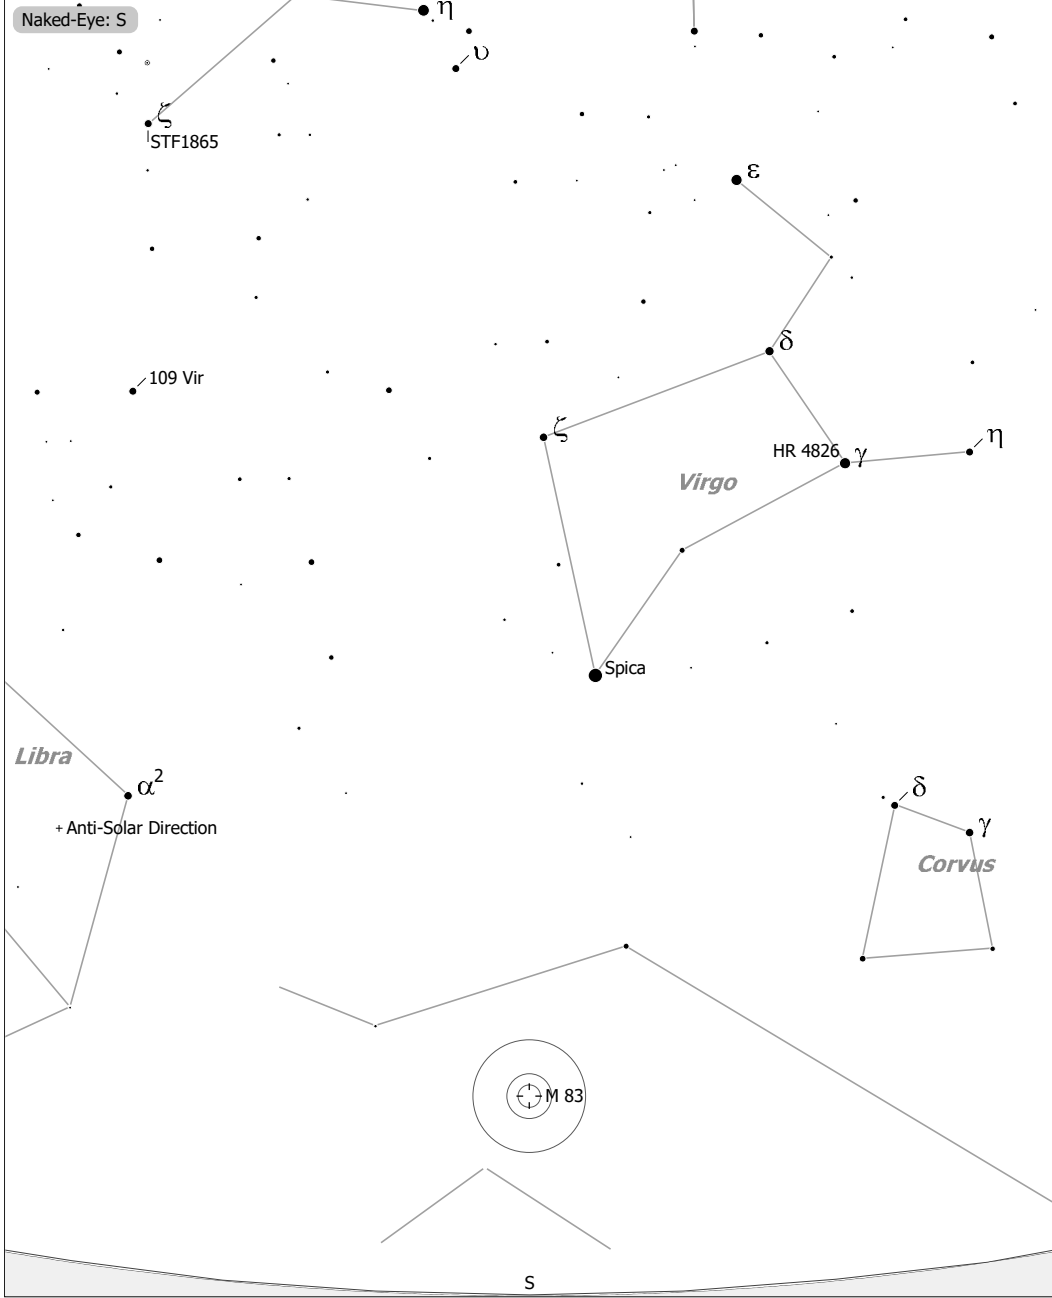 Naked-Eye: S
η
υ
ζ
STF1865
ε
δ
109 Vir
ζ
η
HR 4826
γ
Virgo
Spica
Libra
α²
δ
Anti-Solar Direction
γ
Corvus
M 83
S